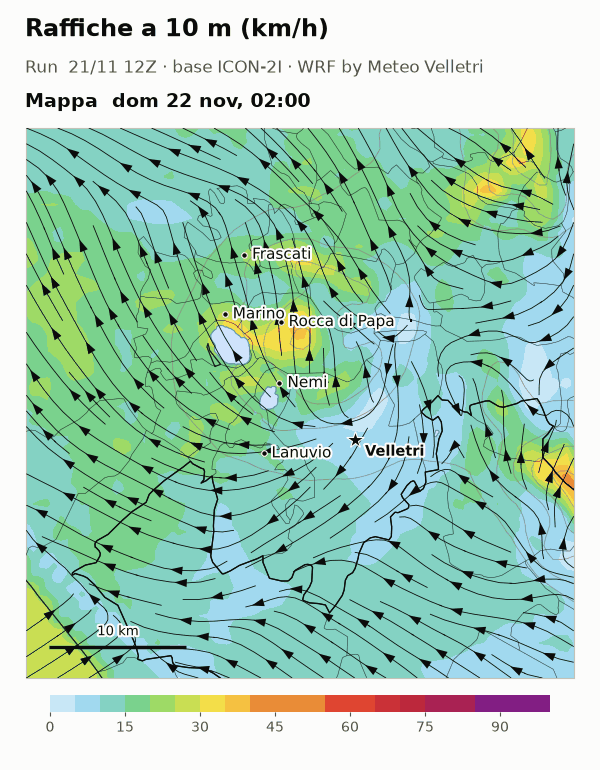 Raffiche a 10 m (km/h)
Run  21/11 12Z · base ICON-2I · WRF by Meteo Velletri
Mappa  dom 22 nov, 02:00
Frascati
Marino
Rocca di Papa
Nemi
Velletri
Lanuvio
10 km
0 15 30 45 60 75 90